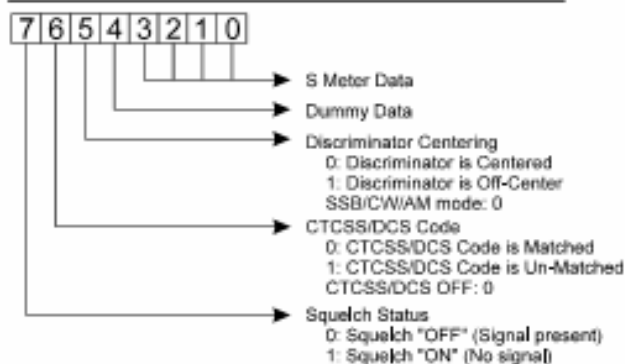 7 6 5 4 3 2 1 0
S Meter Data
Dummy Data
Discriminator Centering
0: Discriminator is Centered
1: Discriminator is Off-Center
SSB/CW/AM mode: 0
CTCSS/DCS Code
0: CTCSS/DCS Code is Matched
1: CTCSS/DCS Code is Un-Matched
CTCSS/DCS OFF: 0
Squelch Status
0: Squelch "OFF" (Signal present)
1: Squelch "ON" (No signal)